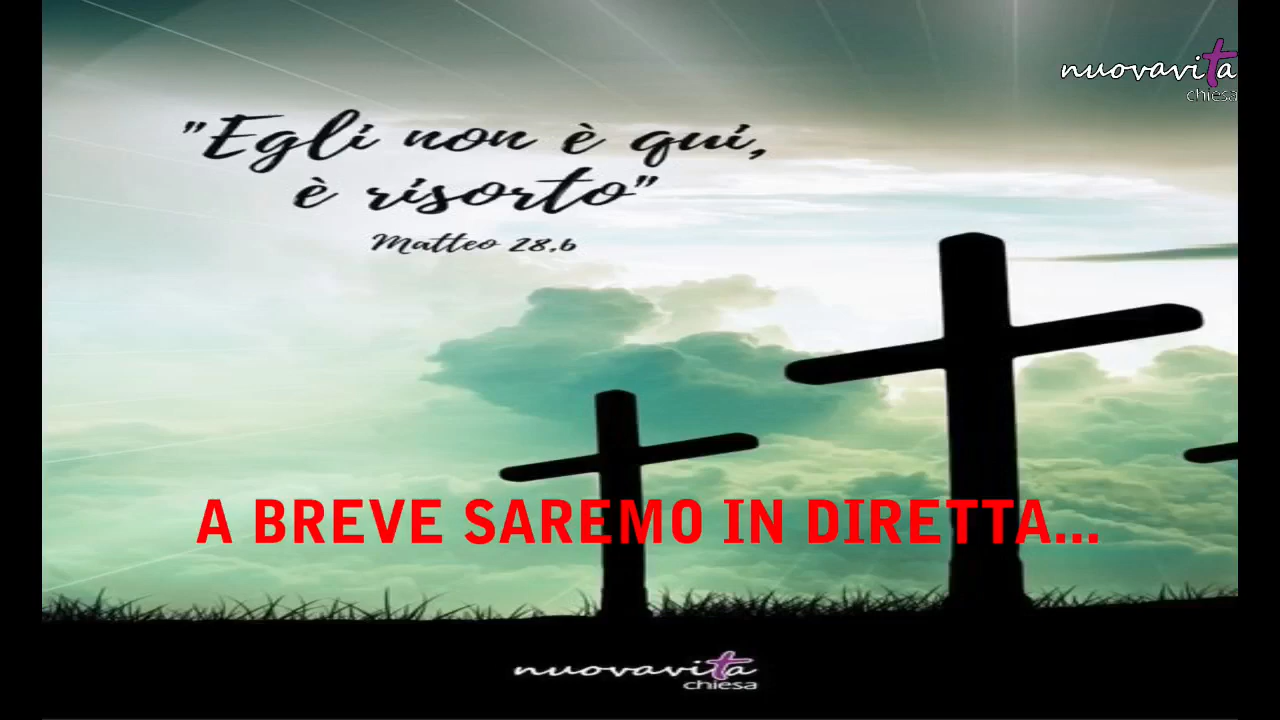 nuovavita
chiesa
"Egli non è qui,
è risorto"
Matteo 28,6
A BREVE SAREMO IN DIRETTA...
nuovavita
chiesa